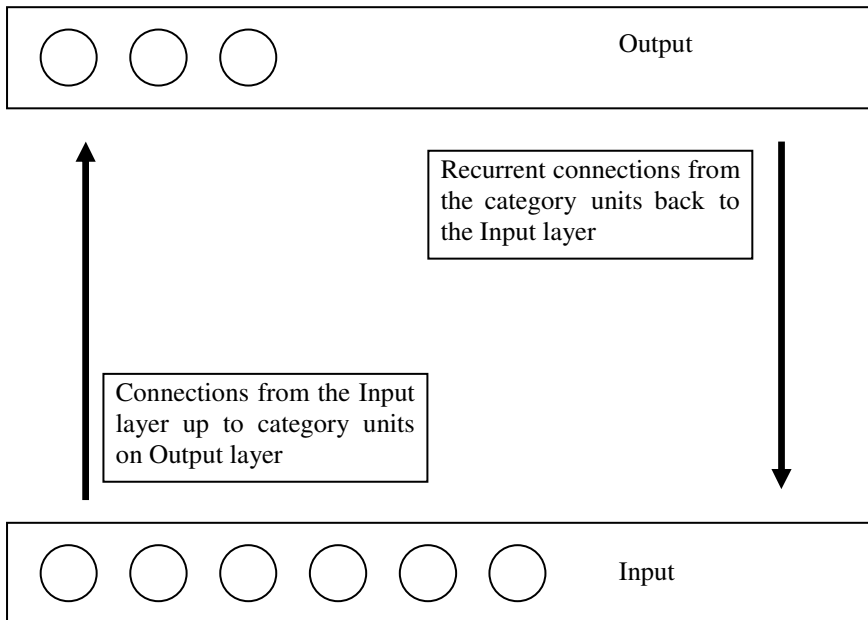 Output
Recurrent connections from
the category units back to
the Input layer
Connections from the Input
layer up to category units
on Output layer
Input